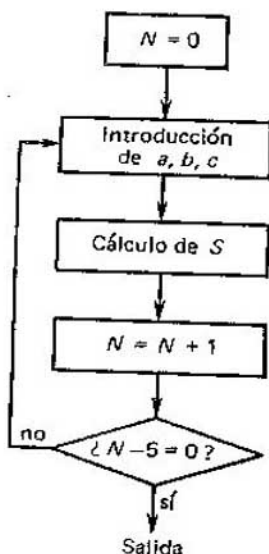 N = 0
Introducción
de a, b, c
Cálculo de S
N = N + 1
¿ N – 5 = 0 ?
no
sí
Salida